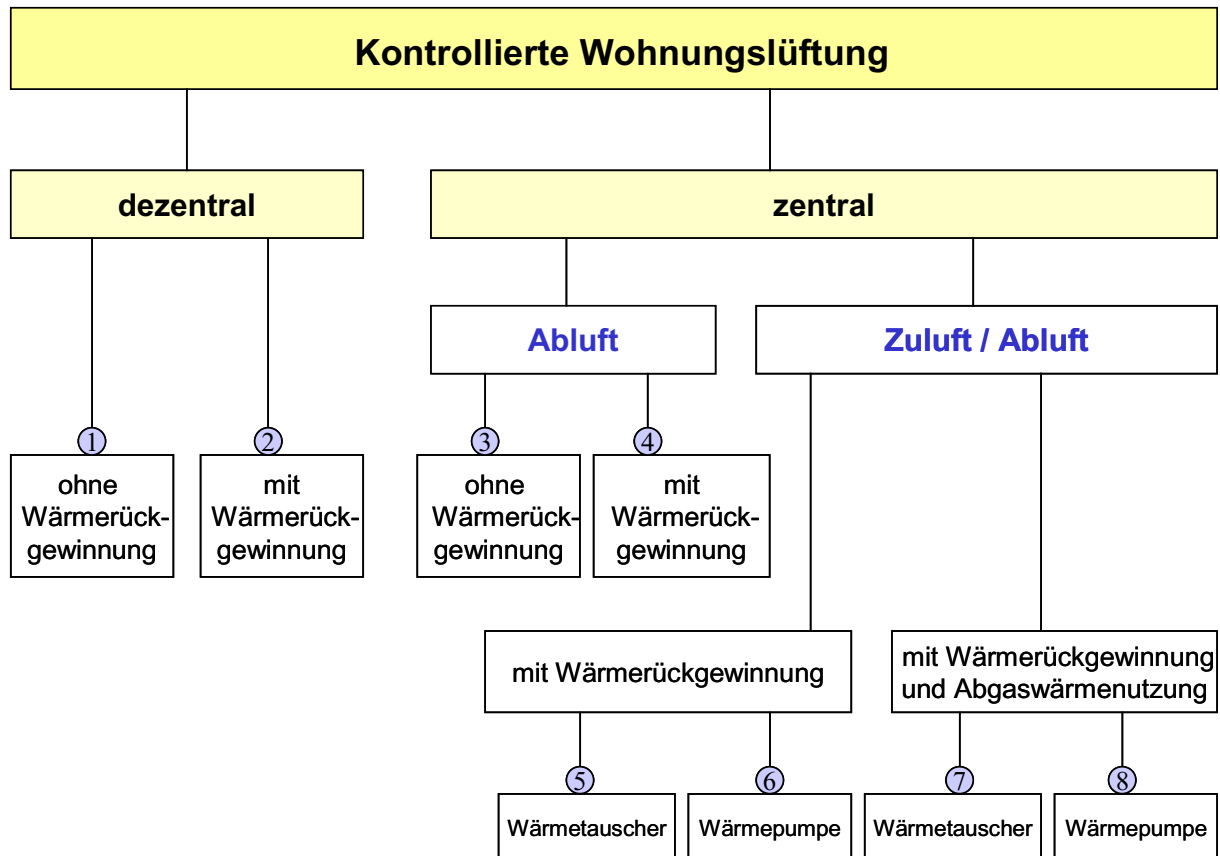 Kontrollierte Wohnungslüftung
dezentral
zentral
Abluft
Zuluft / Abluft
1
2
3
4
ohne
Wärmerück-
gewinnung
mit
Wärmerück-
gewinnung
ohne
Wärmerück-
gewinnung
mit
Wärmerück-
gewinnung
mit Wärmerückgewinnung
mit Wärmerückgewinnung
und Abgaswärmenutzung
5
6
7
8
Wärmetauscher
Wärmepumpe
Wärmetauscher
Wärmepumpe